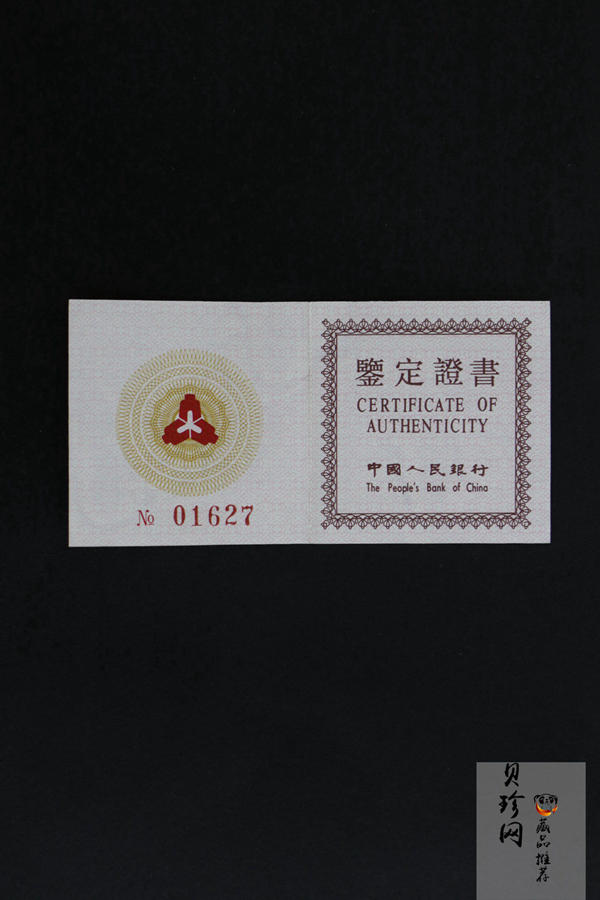 № 01627
鑒定證書
CERTIFICATE OF
AUTHENTICITY
中國人民銀行
The People's Bank of China
贝珍网
藏品推荐